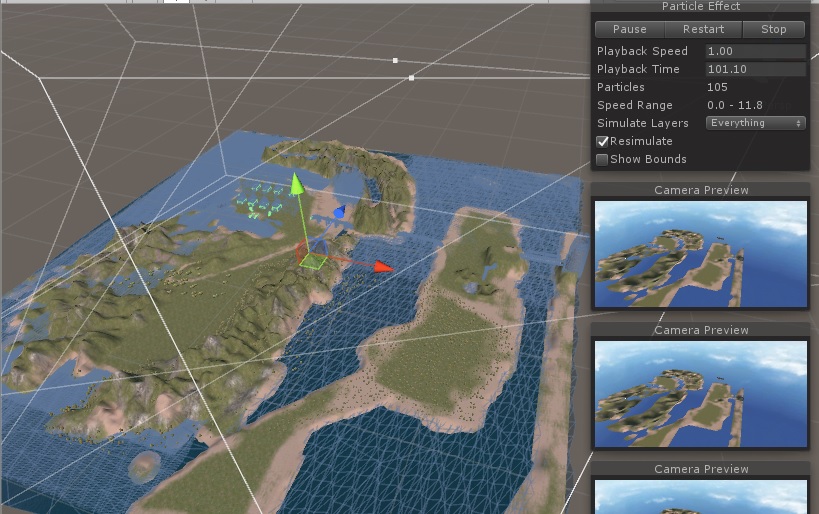 Particle Effect
Pause Restart Stop
Playback Speed 1.00
Playback Time 101.10
Particles 105
Speed Range 0.0 - 11.8
Simulate Layers Everything
Resimulate
Show Bounds
Camera Preview
Camera Preview
Camera Preview